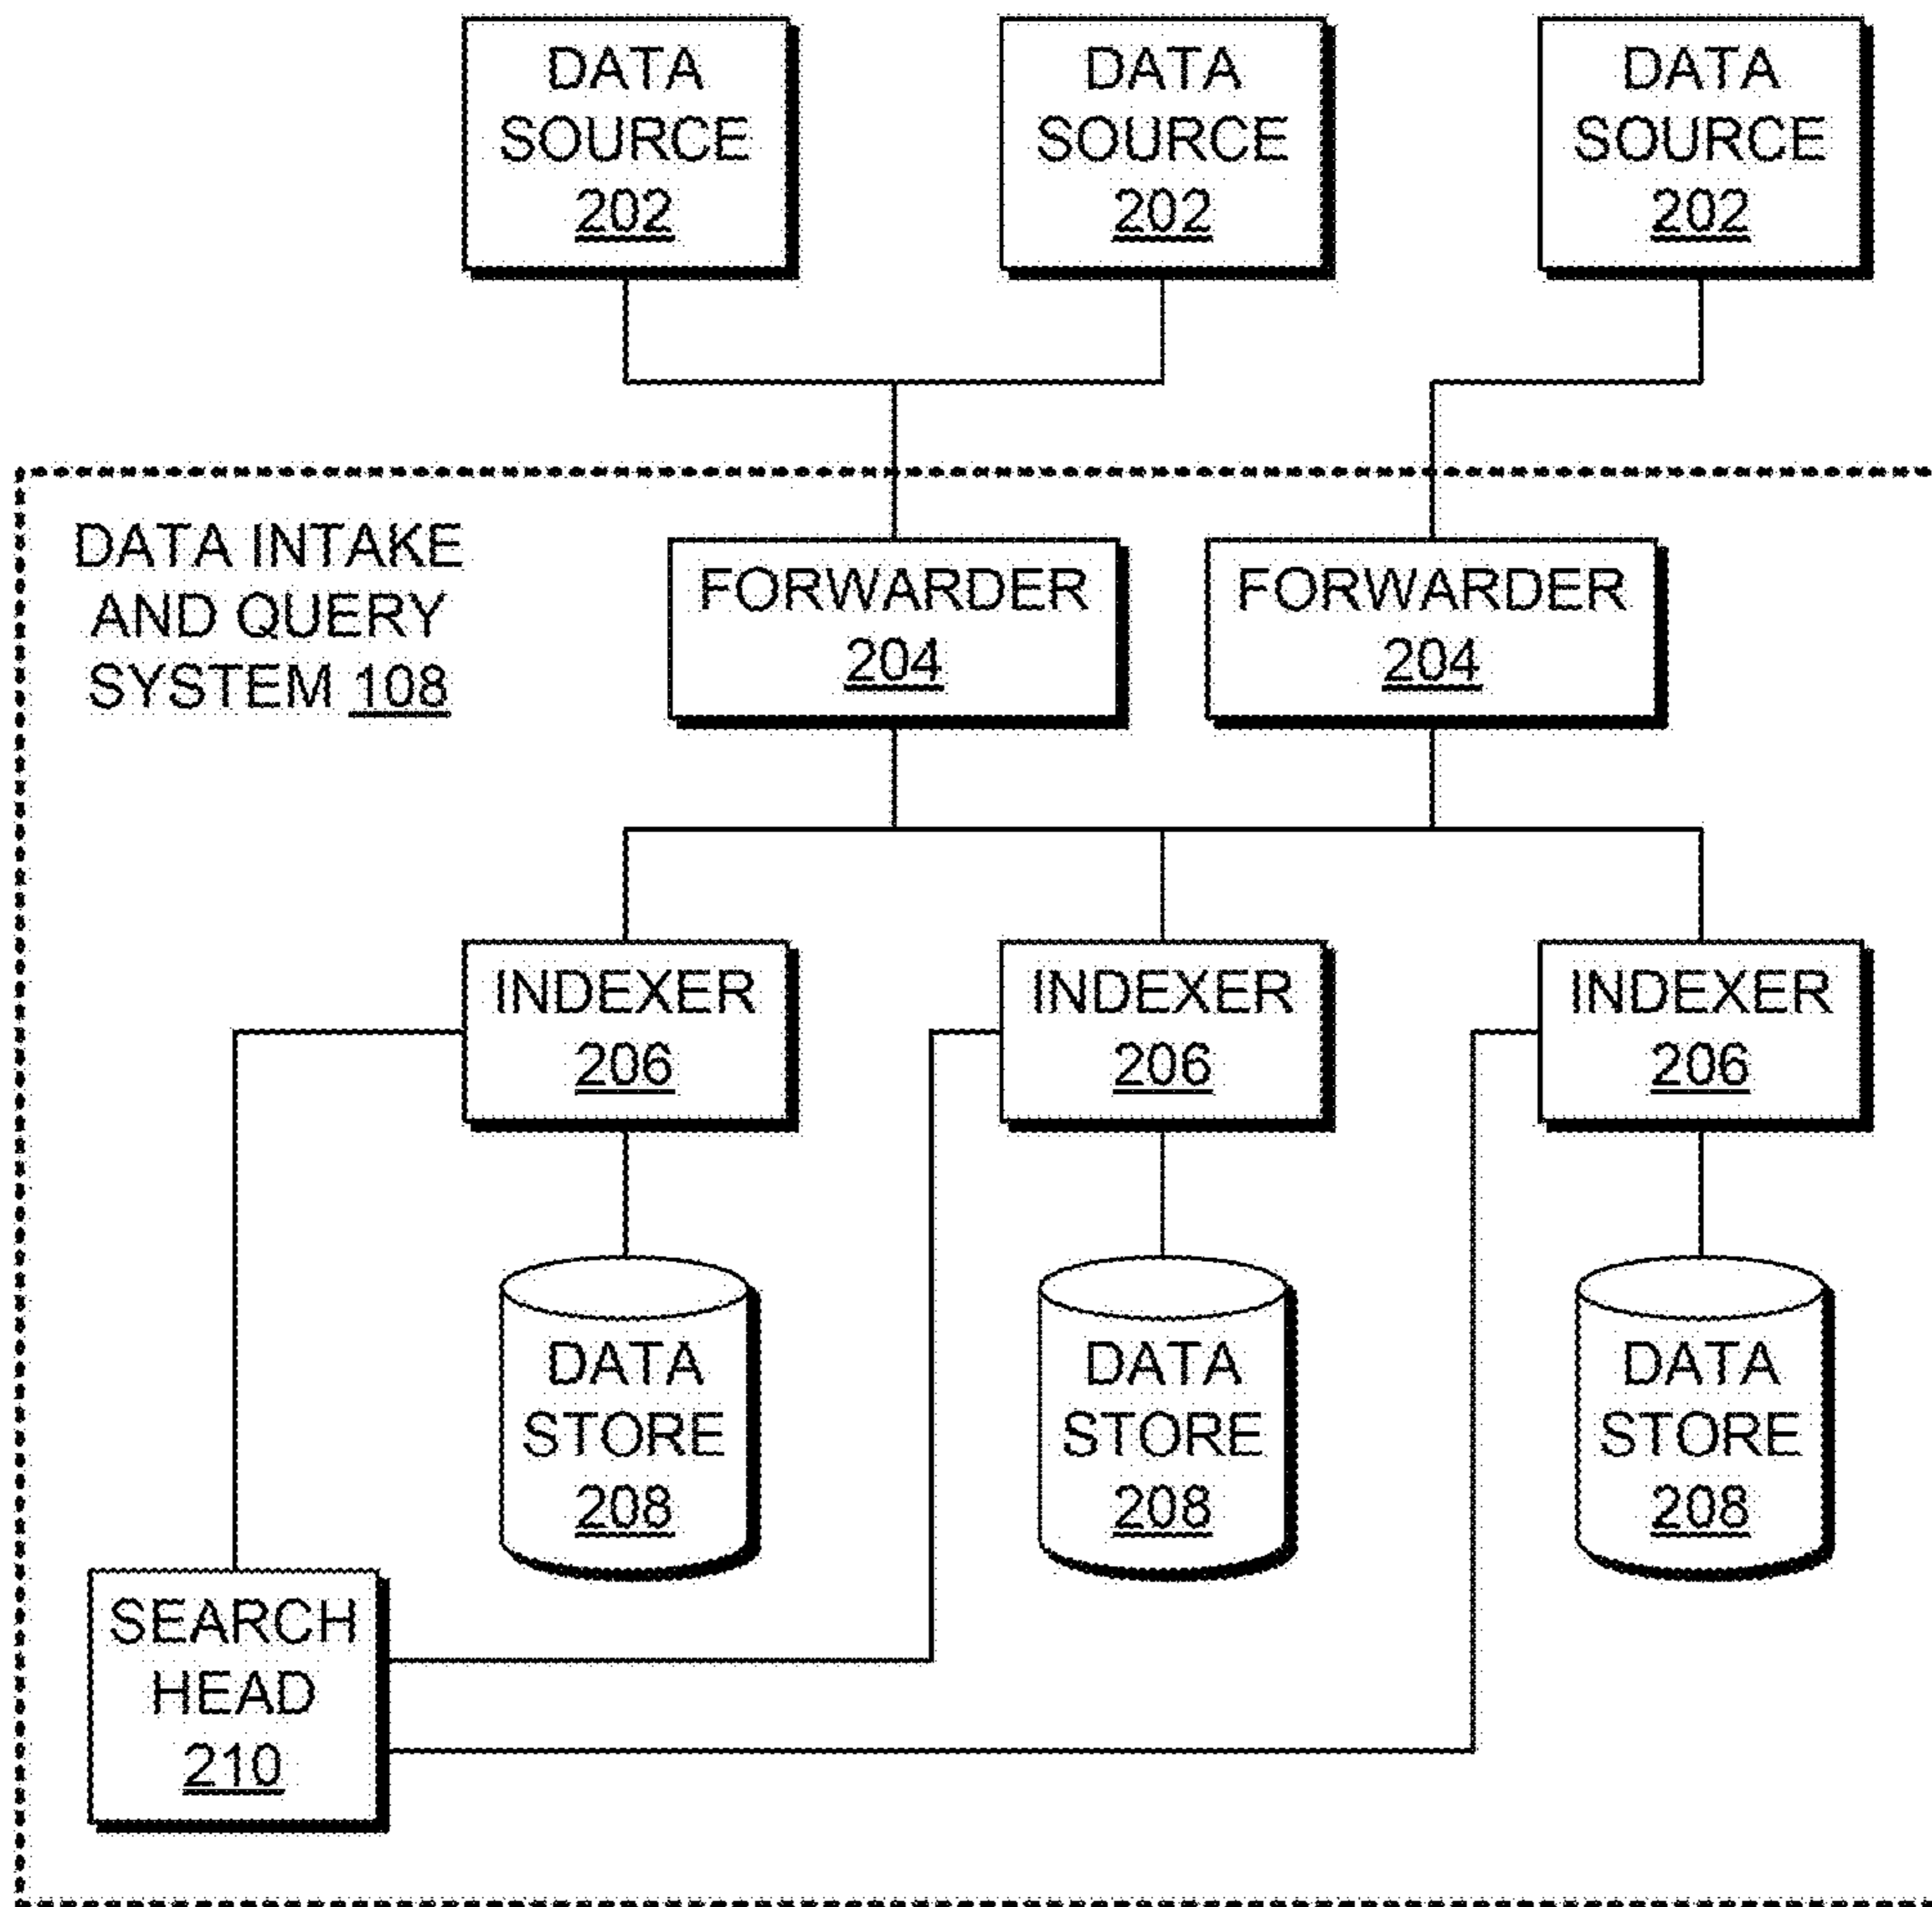 DATA
SOURCE
202
DATA
SOURCE
202
DATA
SOURCE
202
DATA INTAKE
AND QUERY
SYSTEM 108
FORWARDER
204
FORWARDER
204
INDEXER
206
INDEXER
206
INDEXER
206
DATA
STORE
208
DATA
STORE
208
DATA
STORE
208
SEARCH
HEAD
210